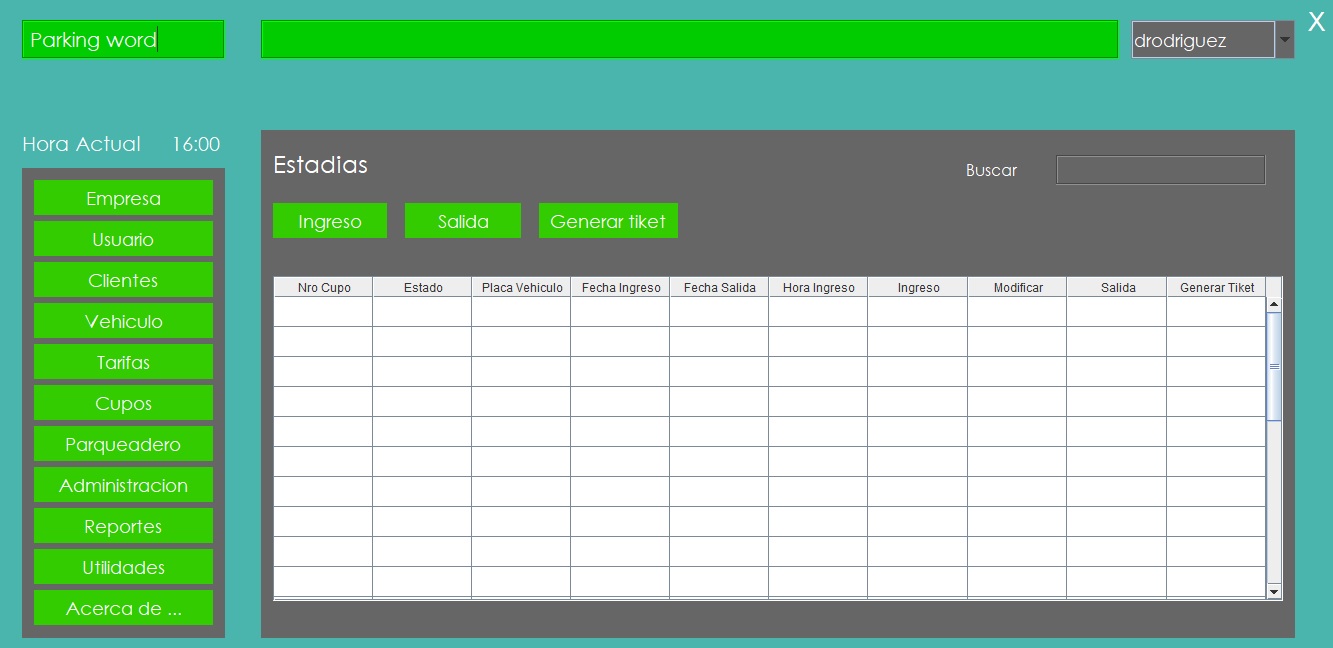 Parking word
drodriguez
X
Hora Actual 16:00
Empresa
Usuario
Clientes
Vehiculo
Tarifas
Cupos
Parqueadero
Administracion
Reportes
Utilidades
Acerca de ...
Estadias
Buscar
Ingreso Salida Generar tiket
Nro Cupo Estado Placa Vehiculo Fecha Ingreso Fecha Salida Hora Ingreso Ingreso Modificar Salida Generar Tiket